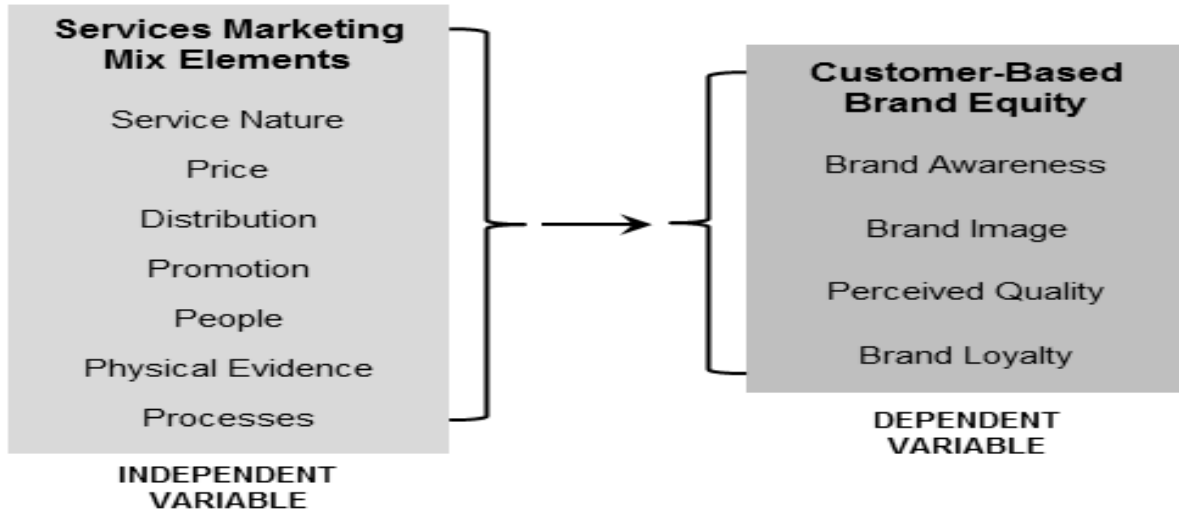 Services Marketing
Mix Elements
Service Nature
Price
Distribution
Promotion
People
Physical Evidence
Processes
INDEPENDENT
VARIABLE
Customer-Based
Brand Equity
Brand Awareness
Brand Image
Perceived Quality
Brand Loyalty
DEPENDENT
VARIABLE